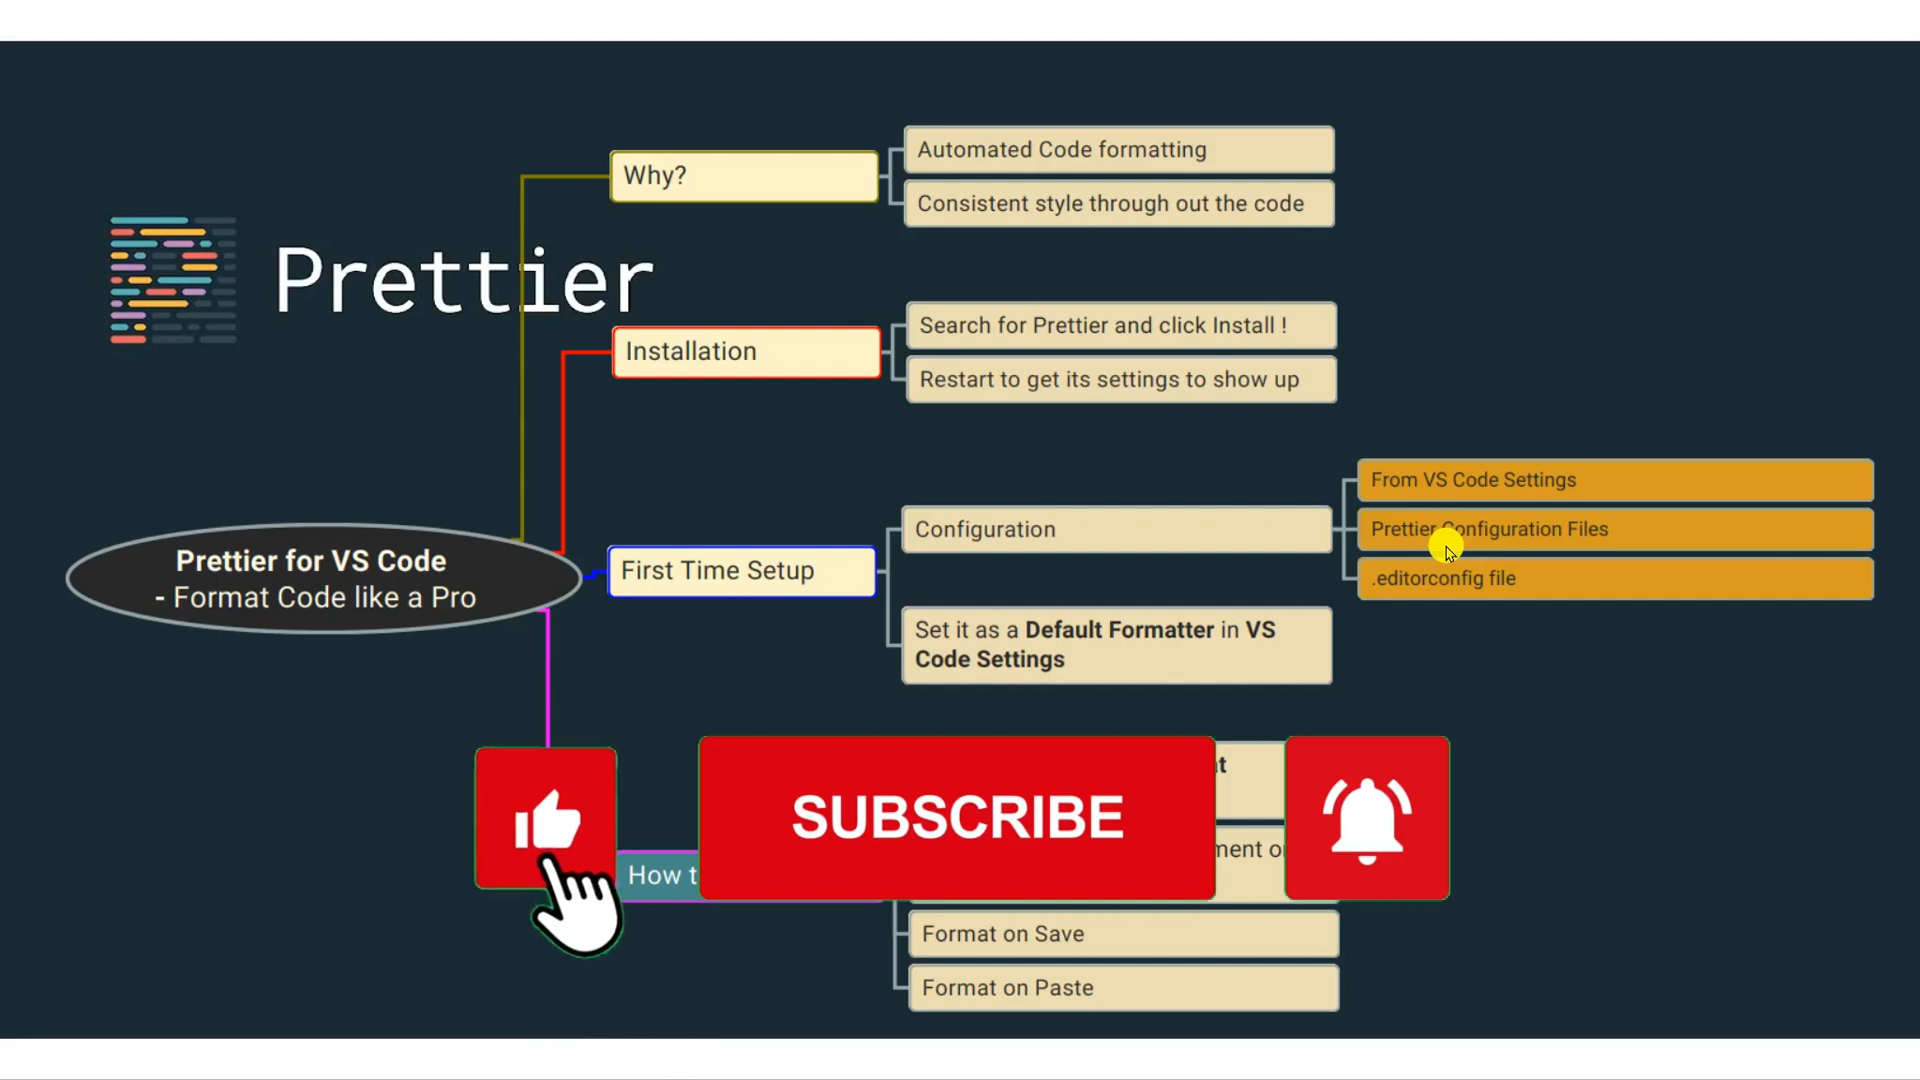 Prettier
Prettier for VS Code
- Format Code like a Pro
Why?
Automated Code formatting
Consistent style through out the code
Installation
Search for Prettier and click Install !
Restart to get its settings to show up
First Time Setup
Configuration
From VS Code Settings
Prettier Configuration Files
.editorconfig file
Set it as a Default Formatter in VS
Code Settings
SUBSCRIBE
How
Format on Save
Format on Paste